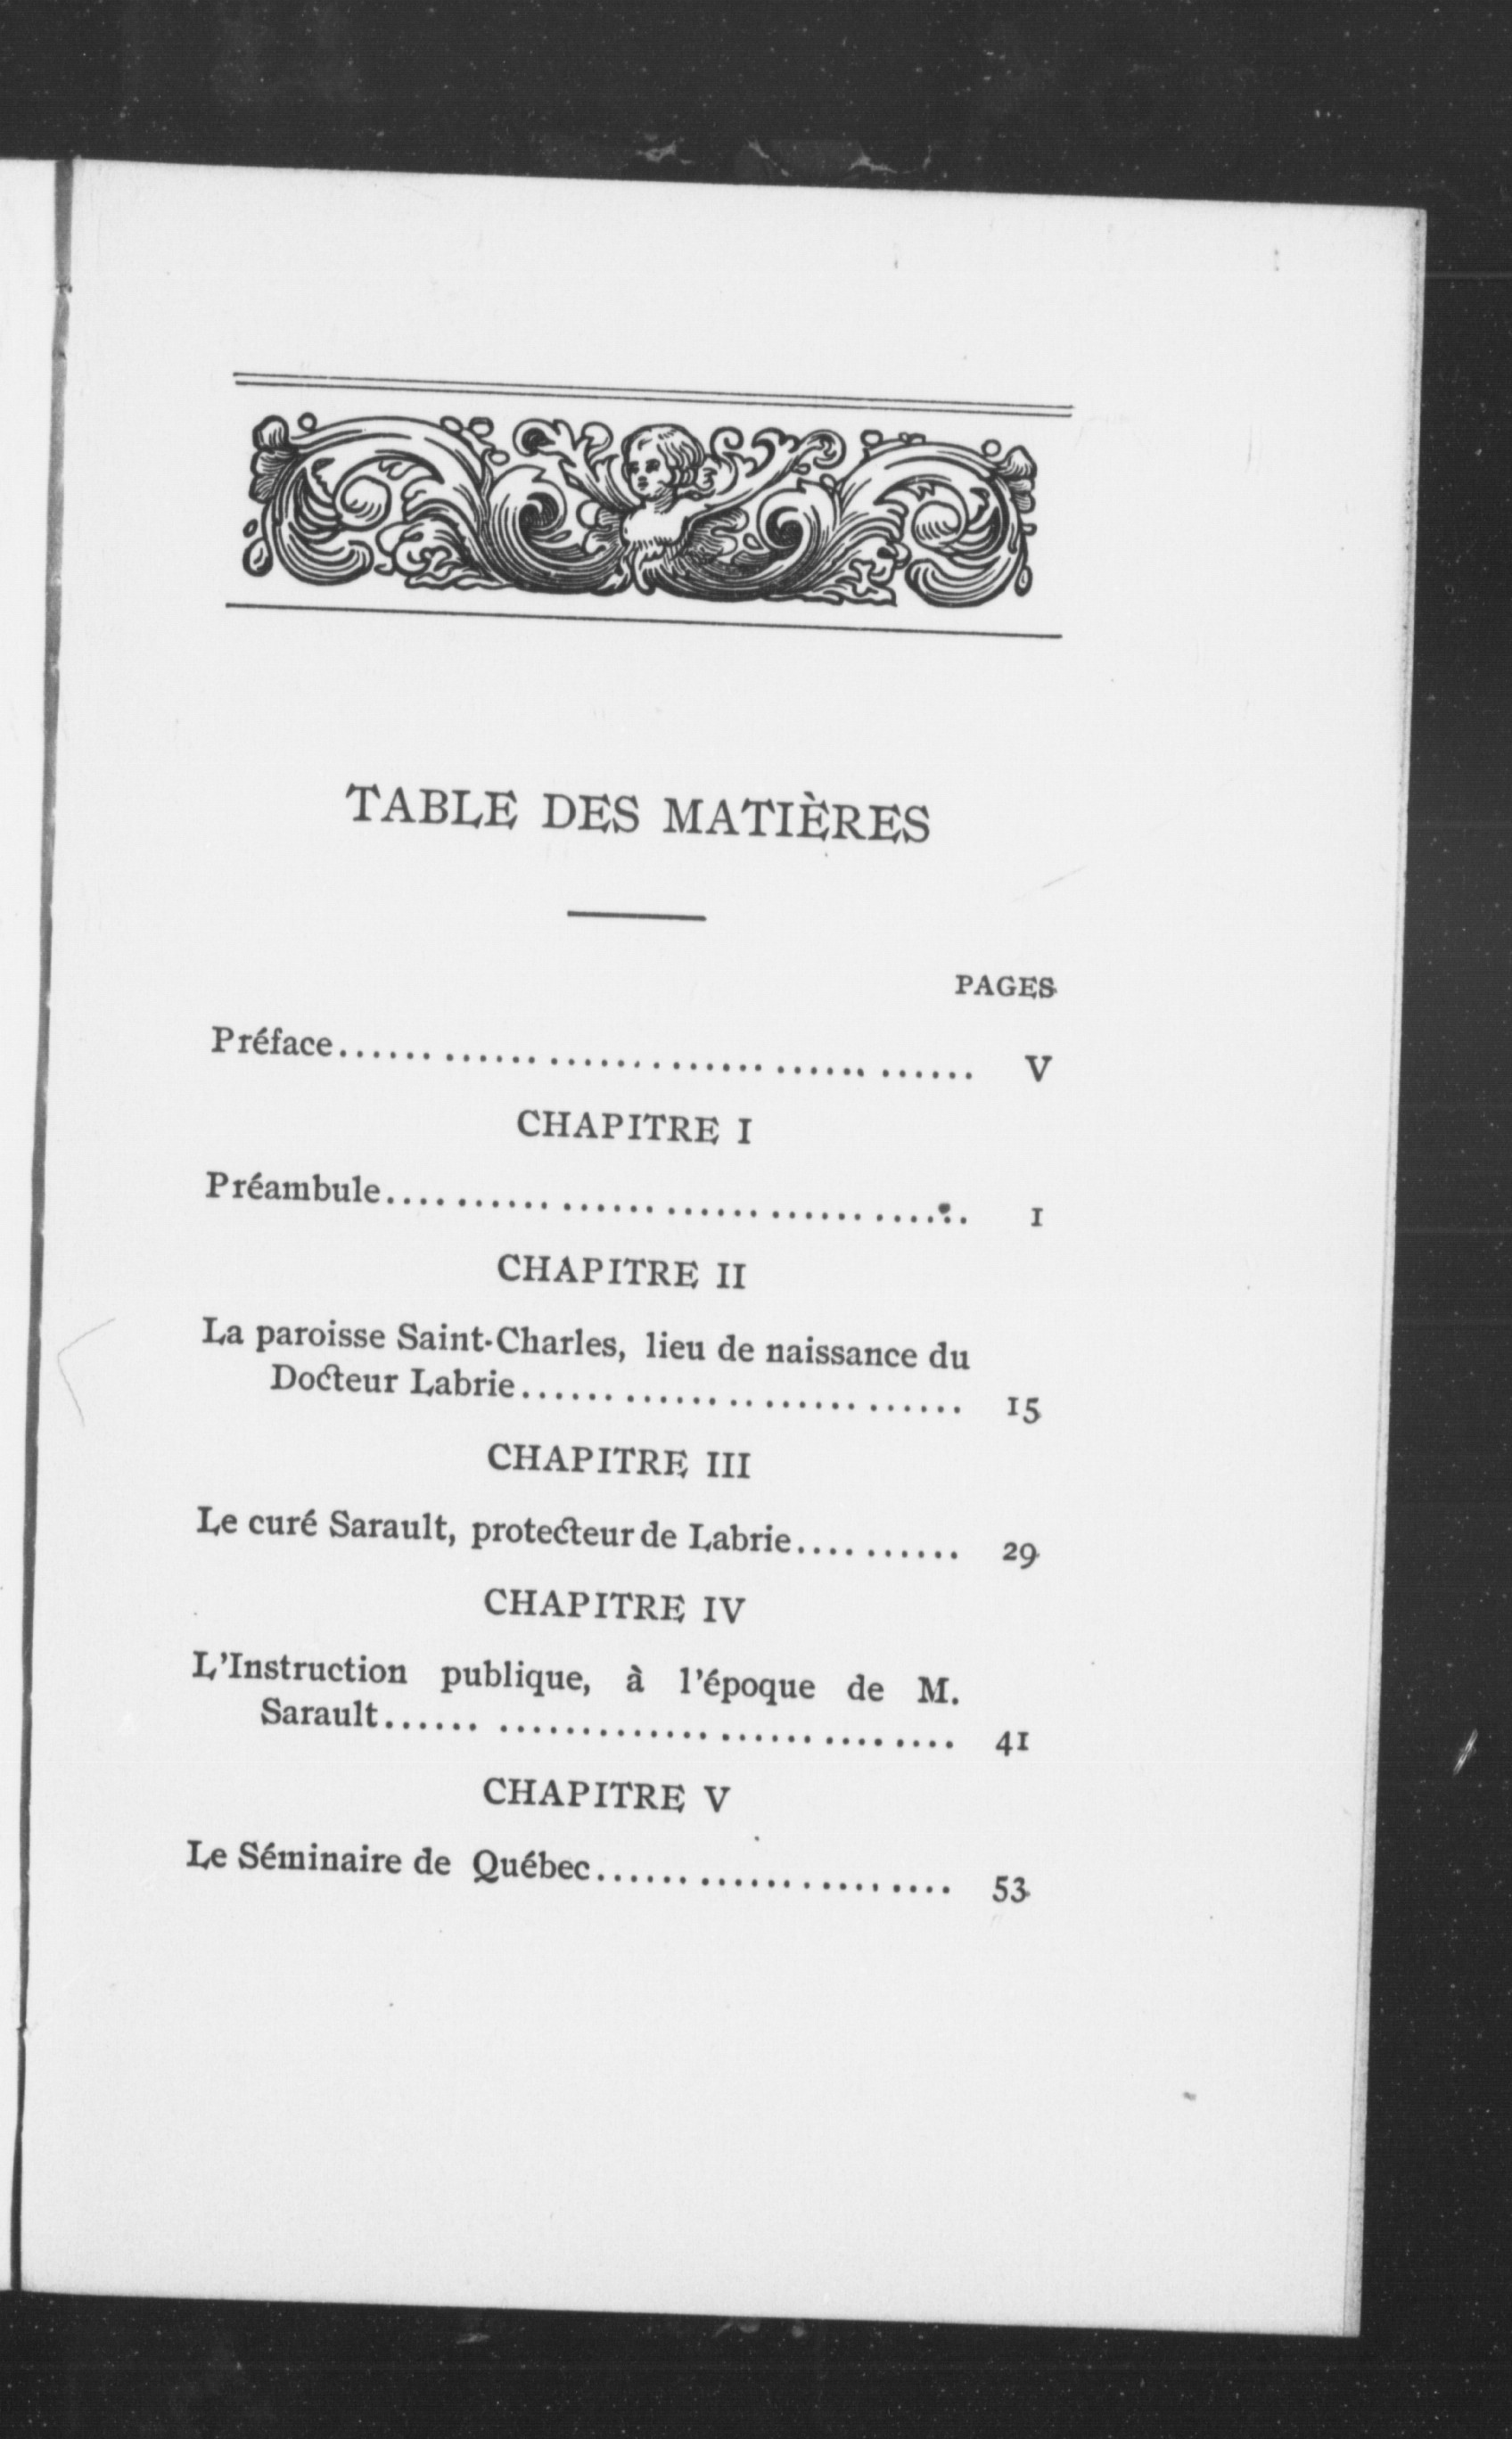 TABLE DES MATIÈRES
PAGES
Préface.................................... V
CHAPITRE I
Préambule.................................. 1
CHAPITRE II
La paroisse Saint-Charles, lieu de naissance du
Docteur Labrie......................... 15
CHAPITRE III
Le curé Sarault, protecteur de Labrie.......... 29
CHAPITRE IV
L'Instruction publique, à l'époque de M.
Sarault................................ 41
CHAPITRE V
Le Séminaire de Québec..................... 53